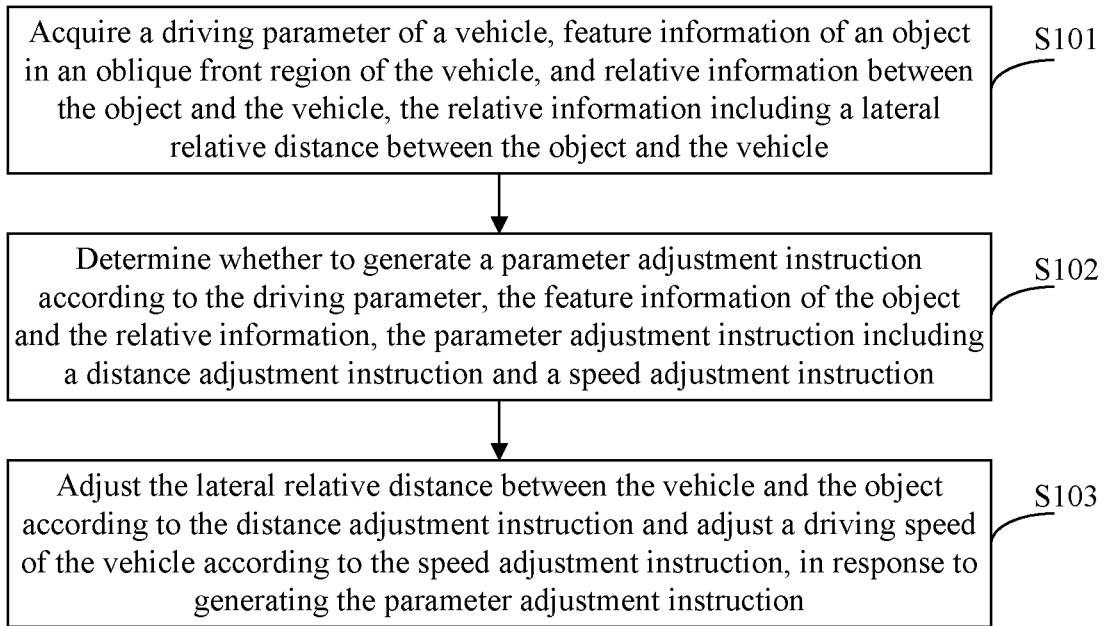 Acquire a driving parameter of a vehicle, feature information of an object
in an oblique front region of the vehicle, and relative information between
the object and the vehicle, the relative information including a lateral
relative distance between the object and the vehicle
S101
Determine whether to generate a parameter adjustment instruction
according to the driving parameter, the feature information of the object
and the relative information, the parameter adjustment instruction including
a distance adjustment instruction and a speed adjustment instruction
S102
Adjust the lateral relative distance between the vehicle and the object
according to the distance adjustment instruction and adjust a driving speed
of the vehicle according to the speed adjustment instruction, in response to
generating the parameter adjustment instruction
S103